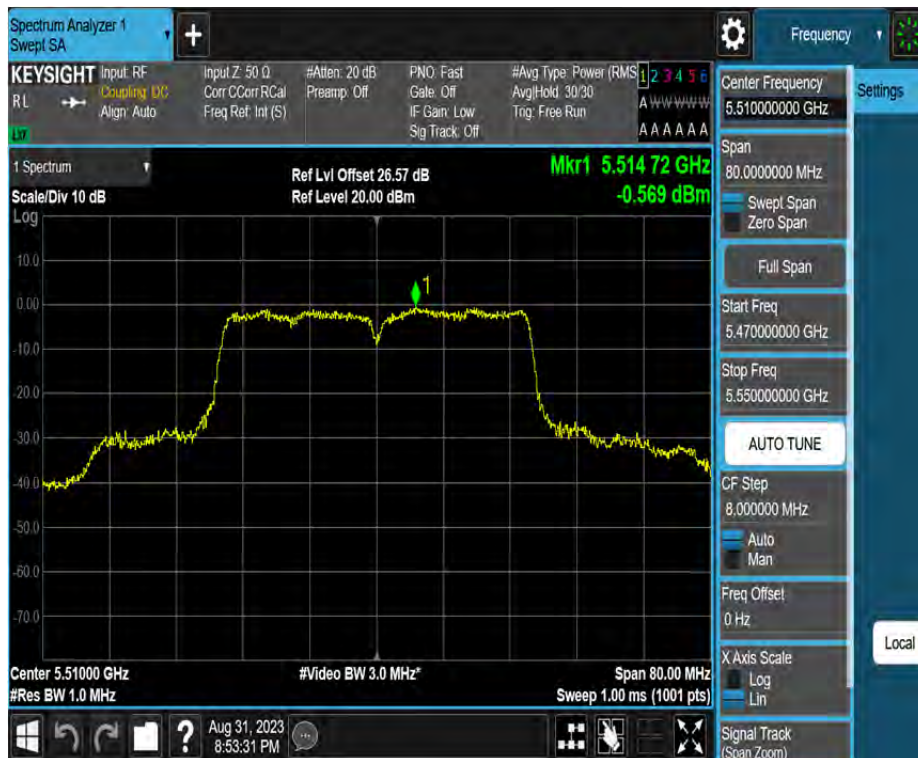 Spectrum Analyzer 1
Swept SA
+
Frequency
KEYSIGHT
R L
LXI
Input: RF
Coupling: DC
Align: Auto
Input Z: 50 Ω
Corr CCorr RCal
Freq Ref: Int (S)
#Atten: 20 dB
Preamp: Off
PNO: Fast
Gate: Off
IF Gain: Low
Sig Track: Off
#Avg Type: Power (RMS
Avg|Hold: 30/30
Trig: Free Run
1 2 3 4 5 6
A W W W W W
A A A A A A
1 Spectrum
Scale/Div 10 dB
Log
Ref Lvl Offset 26.57 dB
Ref Level 20.00 dBm
Mkr1 5.514 72 GHz
-0.569 dBm
1
10.0
0.00
-10.0
-20.0
-30.0
-40.0
-50.0
-60.0
-70.0
Center 5.51000 GHz
#Res BW 1.0 MHz
#Video BW 3.0 MHz*
Span 80.00 MHz
Sweep 1.00 ms (1001 pts)
?
Aug 31, 2023
8:53:31 PM
Center Frequency
5.510000000 GHz
Span
80.0000000 MHz
Swept Span
Zero Span
Full Span
Start Freq
5.470000000 GHz
Stop Freq
5.550000000 GHz
AUTO TUNE
CF Step
8.000000 MHz
Auto
Man
Freq Offset
0 Hz
X Axis Scale
Log
Lin
Signal Track
(Span Zoom)
Settings
Local